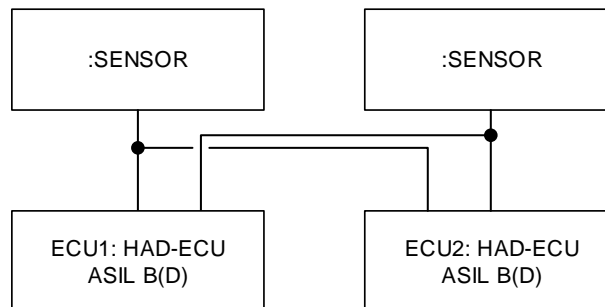 :SENSOR
:SENSOR
ECU1: HAD-ECU
ASIL B(D)
ECU2: HAD-ECU
ASIL B(D)